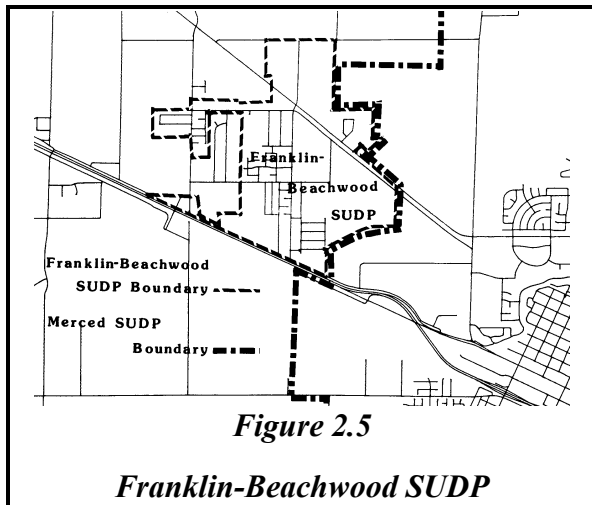 Franklin-
Beachwood
SUDP
Franklin-Beachwood
SUDP Boundary
Merced SUDP
Boundary
Figure 2.5
Franklin-Beachwood SUDP